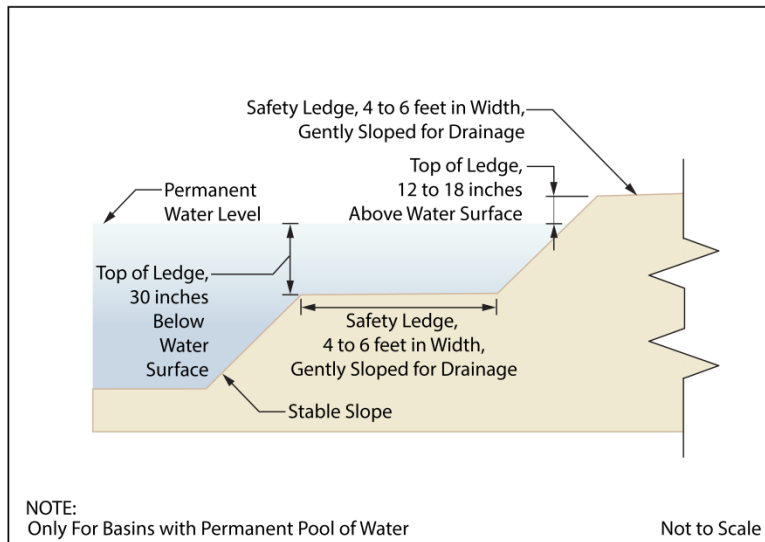 Safety Ledge, 4 to 6 feet in Width,
Gently Sloped for Drainage
Top of Ledge,
12 to 18 inches
Above Water Surface
Permanent
Water Level
Top of Ledge,
30 inches
Below
Water
Surface
Safety Ledge,
4 to 6 feet in Width,
Gently Sloped for Drainage
Stable Slope
NOTE:
Only For Basins with Permanent Pool of Water
Not to Scale